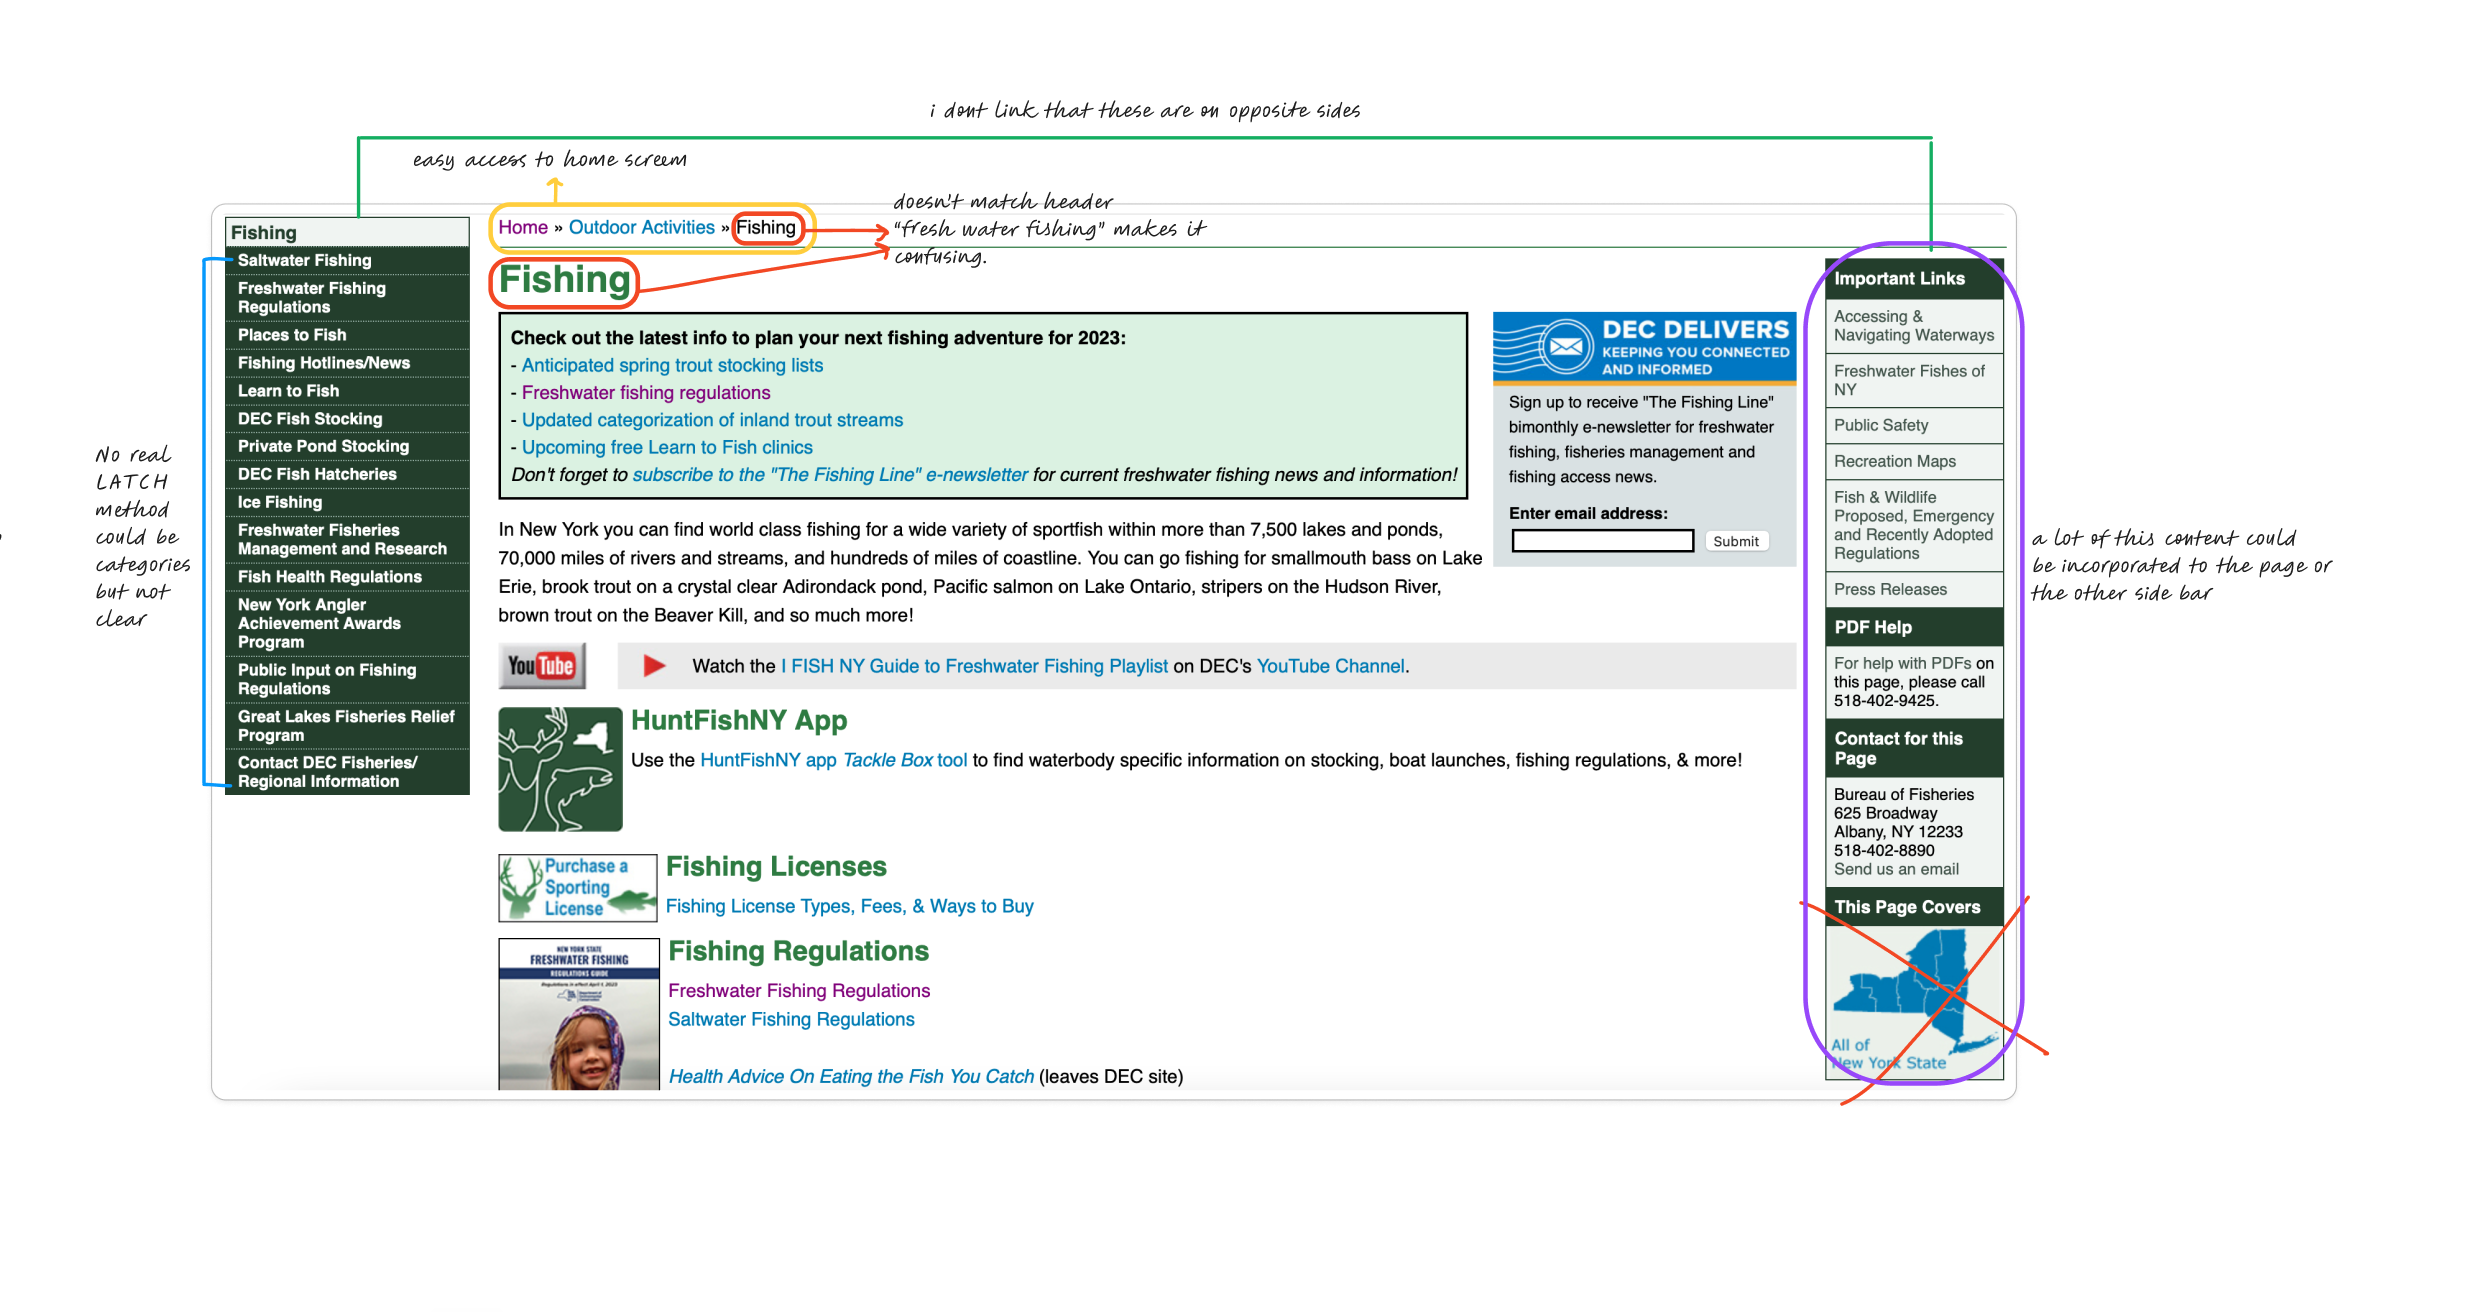 i dont link that these are on opposite sides
easy access to home screem
doesn't match header
"fresh water fishing" makes it
confusing.
Home » Outdoor Activities » Fishing
Fishing
Saltwater Fishing
Freshwater Fishing
Regulations
Places to Fish
Fishing Hotlines/News
Learn to Fish
DEC Fish Stocking
Private Pond Stocking
DEC Fish Hatcheries
Ice Fishing
Freshwater Fisheries
Management and Research
Fish Health Regulations
New York Angler
Achievement Awards
Program
Public Input on Fishing
Regulations
Great Lakes Fisheries Relief
Program
Contact DEC Fisheries/
Regional Information
No real
LATCH
method
could be
categories
but not
clear
Fishing
Check out the latest info to plan your next fishing adventure for 2023:
- Anticipated spring trout stocking lists
- Freshwater fishing regulations
- Updated categorization of inland trout streams
- Upcoming free Learn to Fish clinics
Don't forget to subscribe to the "The Fishing Line" e-newsletter for current freshwater fishing news and information!
DEC DELIVERS
KEEPING YOU CONNECTED
AND INFORMED
Sign up to receive "The Fishing Line"
bimonthly e-newsletter for freshwater
fishing, fisheries management and
fishing access news.
Enter email address:
Submit
In New York you can find world class fishing for a wide variety of sportfish within more than 7,500 lakes and ponds,
70,000 miles of rivers and streams, and hundreds of miles of coastline. You can go fishing for smallmouth bass on Lake
Erie, brook trout on a crystal clear Adirondack pond, Pacific salmon on Lake Ontario, stripers on the Hudson River,
brown trout on the Beaver Kill, and so much more!
YouTube
Watch the I FISH NY Guide to Freshwater Fishing Playlist on DEC's YouTube Channel.
HuntFishNY App
Use the HuntFishNY app Tackle Box tool to find waterbody specific information on stocking, boat launches, fishing regulations, & more!
Purchase a
Sporting
License
Fishing Licenses
Fishing License Types, Fees, & Ways to Buy
NEW YORK STATE
FRESHWATER FISHING
REGULATIONS GUIDE
Regulations in effect April 1, 2023
Fishing Regulations
Freshwater Fishing Regulations
Saltwater Fishing Regulations
Health Advice On Eating the Fish You Catch (leaves DEC site)
Important Links
Accessing &
Navigating Waterways
Freshwater Fishes of
NY
Public Safety
Recreation Maps
Fish & Wildlife
Proposed, Emergency
and Recently Adopted
Regulations
Press Releases
PDF Help
For help with PDFs on
this page, please call
518-402-9425.
Contact for this
Page
Bureau of Fisheries
625 Broadway
Albany, NY 12233
518-402-8890
Send us an email
This Page Covers
All of
New York State
a lot of this content could
be incorporated to the page or
the other side bar